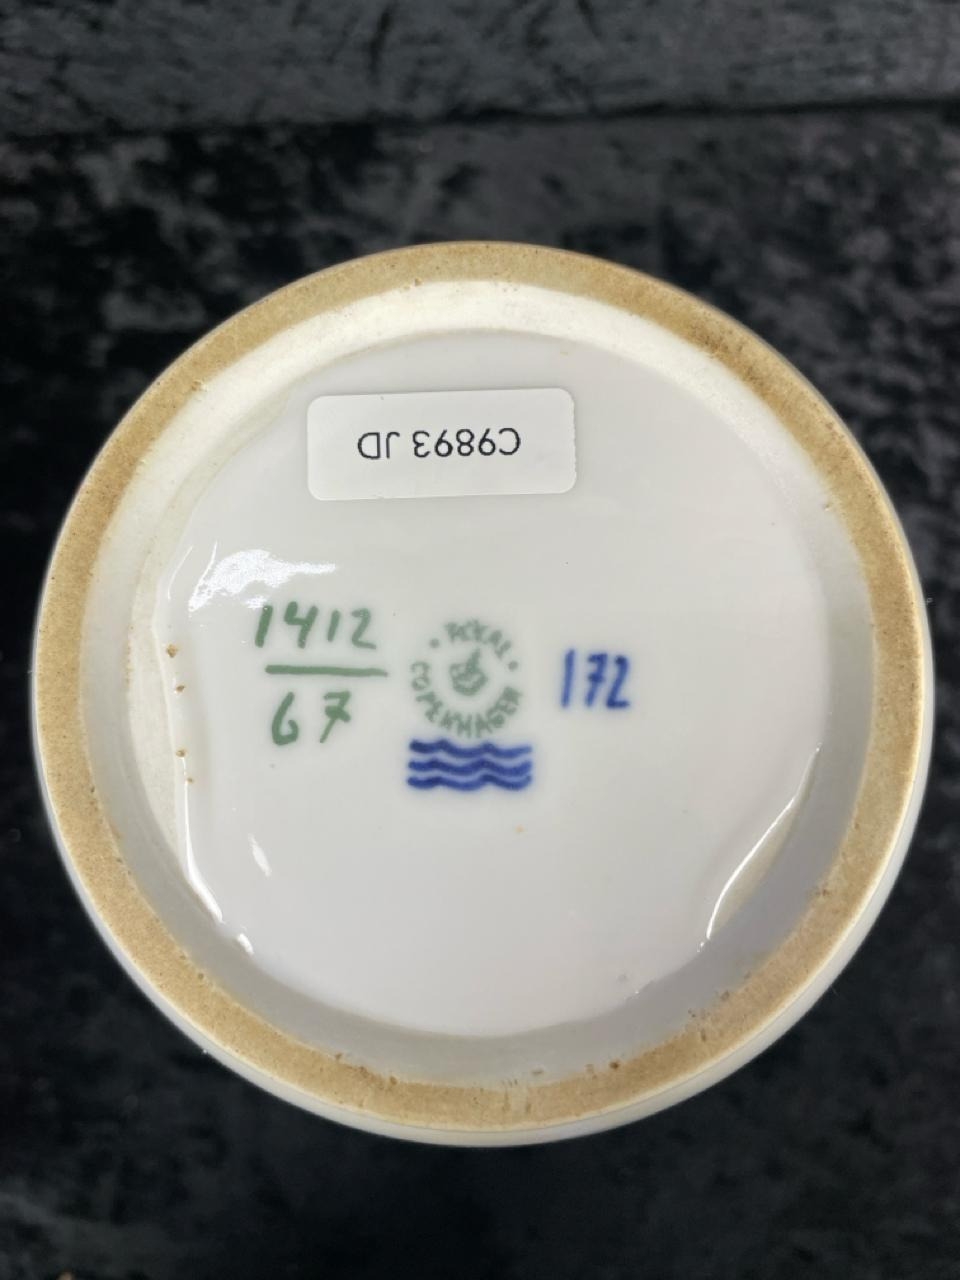 C9893 JD
1412
67
ROYAL
COPENHAGEN
172